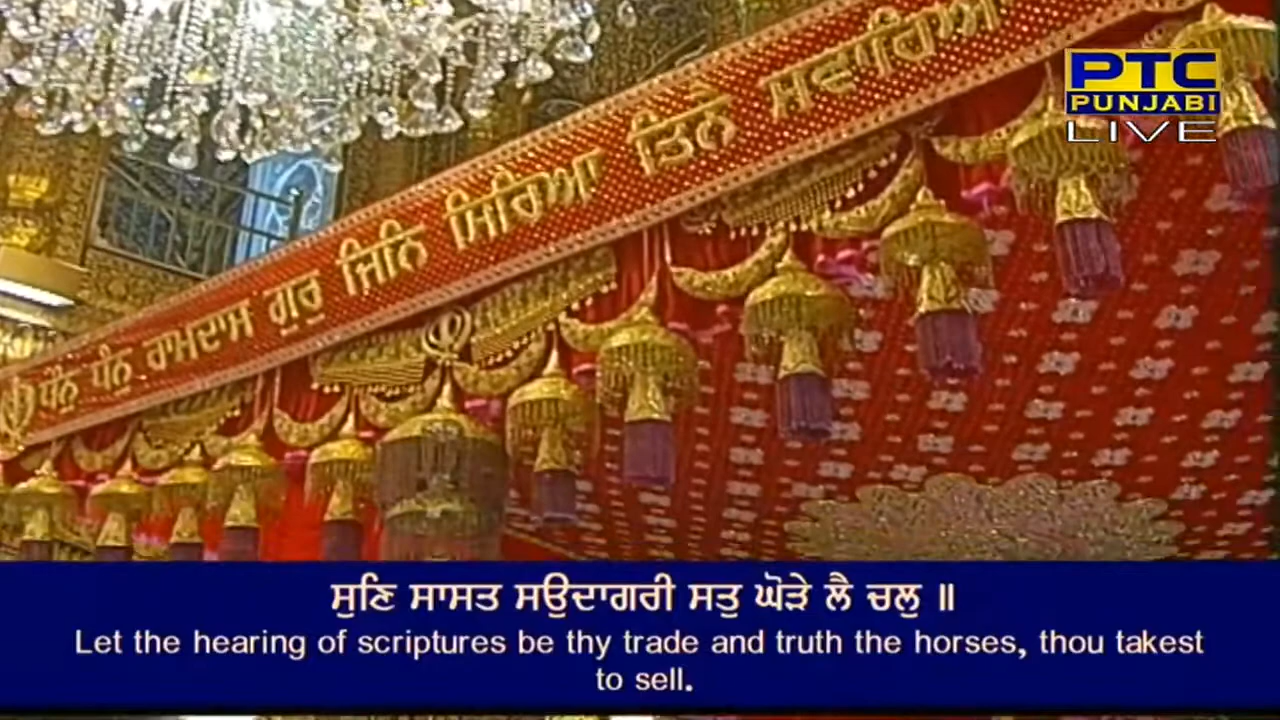 PTC
PUNJABI
LIVE
ਧੰਨੁ ਧੰਨੁ ਰਾਮਦਾਸ ਗੁਰੁ ਜਿਨਿ ਸਿਰਿਆ ਤਿਨੈ ਸਵਾਰਿਆ
ਸੁਣਿ ਸਾਸਤ ਸਉਦਾਗਰੀ ਸਤੁ ਘੋੜੇ ਲੈ ਚਲੁ ॥
Let the hearing of scriptures be thy trade and truth the horses, thou takest
to sell.